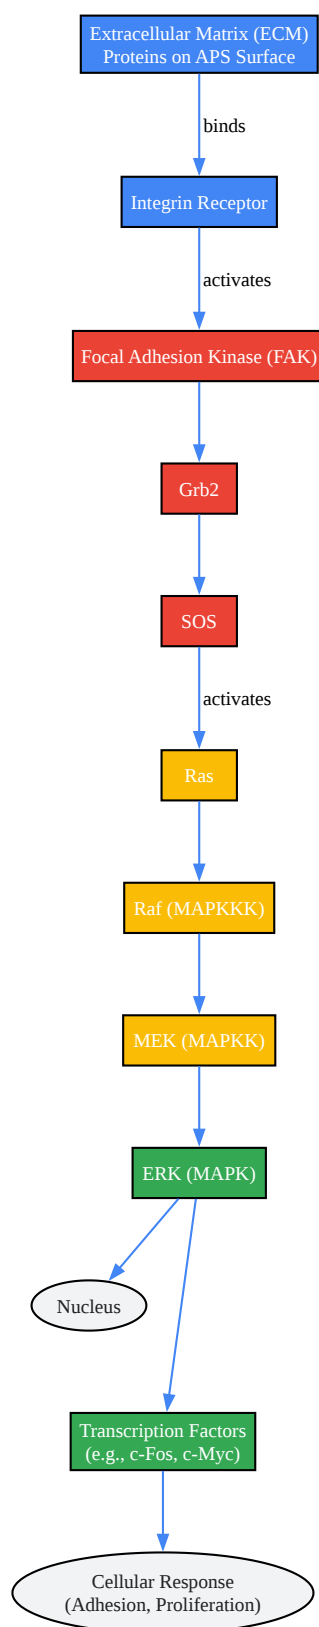 Extracellular Matrix (ECM)
Proteins on APS Surface
binds
Integrin Receptor
activates
Focal Adhesion Kinase (FAK)
Grb2
SOS
activates
Ras
Raf (MAPKKK)
MEK (MAPKK)
ERK (MAPK)
Nucleus
Transcription Factors
(e.g., c-Fos, c-Myc)
Cellular Response
(Adhesion, Proliferation)